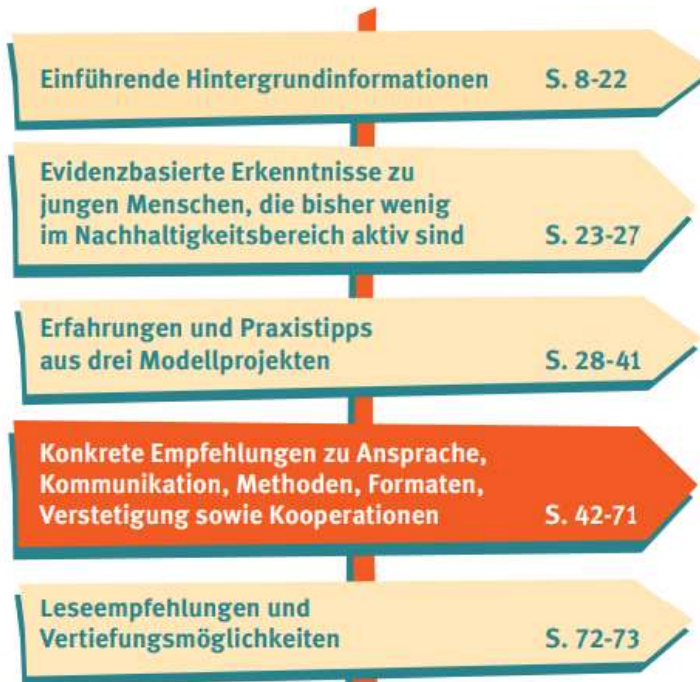 Einführende Hintergrundinformationen S. 8-22
Evidenzbasierte Erkenntnisse zu
jungen Menschen, die bisher wenig
im Nachhaltigkeitsbereich aktiv sind S. 23-27
Erfahrungen und Praxistipps
aus drei Modellprojekten S. 28-41
Konkrete Empfehlungen zu Ansprache,
Kommunikation, Methoden, Formaten,
Verstetigung sowie Kooperationen S. 42-71
Leseempfehlungen und
Vertiefungsmöglichkeiten S. 72-73